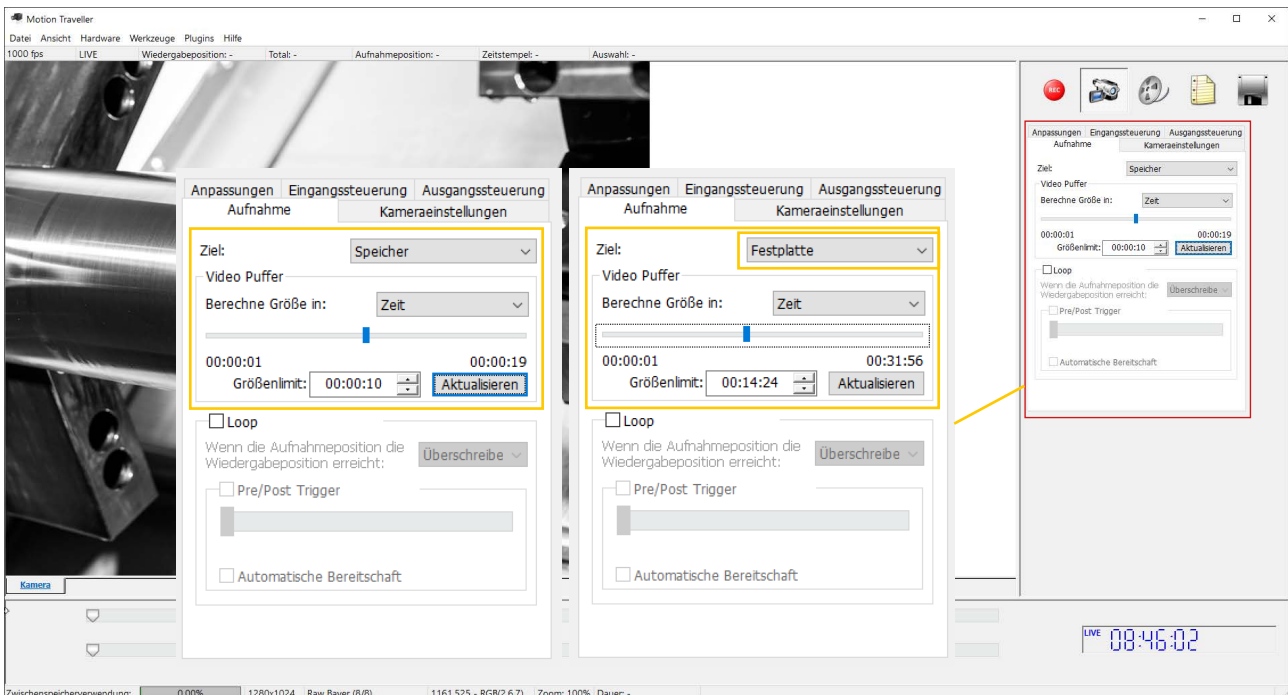 Motion Traveller
Datei Ansicht Hardware Werkzeuge Plugins Hilfe
1000 fps LIVE Wiedergabeposition: - Total: - Aufnahmeposition: - Zeitstempel: - Auswahl: -
REC
Anpassungen Eingangssteuerung Ausgangssteuerung
Aufnahme Kameraeinstellungen
Ziel: Speicher
Video Puffer
Berechne Größe in: Zeit
00:00:01 00:00:19
Größenlimit: 00:00:10 Aktualisieren
Loop
Wenn die Aufnahmeposition die
Wiedergabeposition erreicht: Überschreibe
Pre/Post Trigger
Automatische Bereitschaft
Anpassungen Eingangssteuerung Ausgangssteuerung
Aufnahme Kameraeinstellungen
Ziel: Festplatte
Video Puffer
Berechne Größe in: Zeit
00:00:01 00:31:56
Größenlimit: 00:14:24 Aktualisieren
Loop
Wenn die Aufnahmeposition die
Wiedergabeposition erreicht: Überschreibe
Pre/Post Trigger
Automatische Bereitschaft
Anpassungen Eingangssteuerung Ausgangssteuerung
Aufnahme Kameraeinstellungen
Ziel: Speicher
Video Puffer
Berechne Größe in: Zeit
00:00:01 00:00:19
Größenlimit: 00:00:10 Aktualisieren
Loop
Wenn die Aufnahmeposition die
Wiedergabeposition erreicht: Überschreibe
Pre/Post Trigger
Automatische Bereitschaft
Kamera
LIVE 08:46:02
Zwischenspeicherverwendung: 0.00% 1280x1024 Raw Bayer (8/8) 1161,525 - RGB(2,6,7) Zoom: 100% Dauer: -